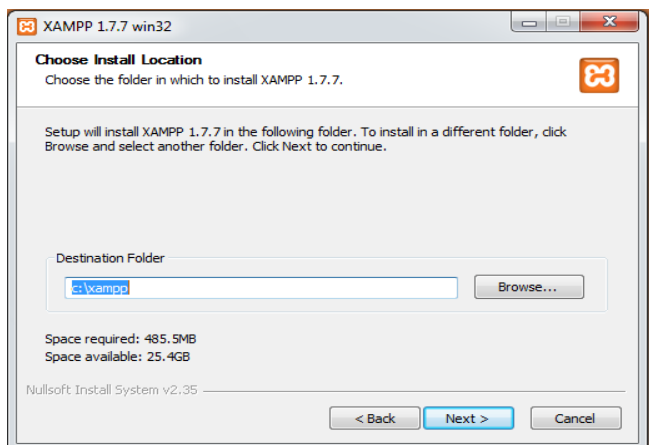 XAMPP 1.7.7 win32
Choose Install Location
Choose the folder in which to install XAMPP 1.7.7.
Setup will install XAMPP 1.7.7 in the following folder. To install in a different folder, click
Browse and select another folder. Click Next to continue.
Destination Folder
c:\xampp
Browse...
Space required: 485.5MB
Space available: 25.4GB
Nullsoft Install System v2.35
< Back
Next >
Cancel